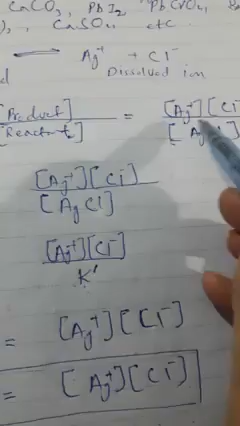 CaCO₃, PbI₂ PbCrO₄,
CaSO₄ etc
← Ag⁺ + Cl⁻
Dissolved ion
[Product] / [Reactant] = [Ag⁺][Cl / [Ag
[Ag⁺][Cl⁻] / [AgCl]
[Ag⁺][Cl⁻] / K'
= [Ag⁺][Cl⁻]
= [Ag⁺][Cl⁻]